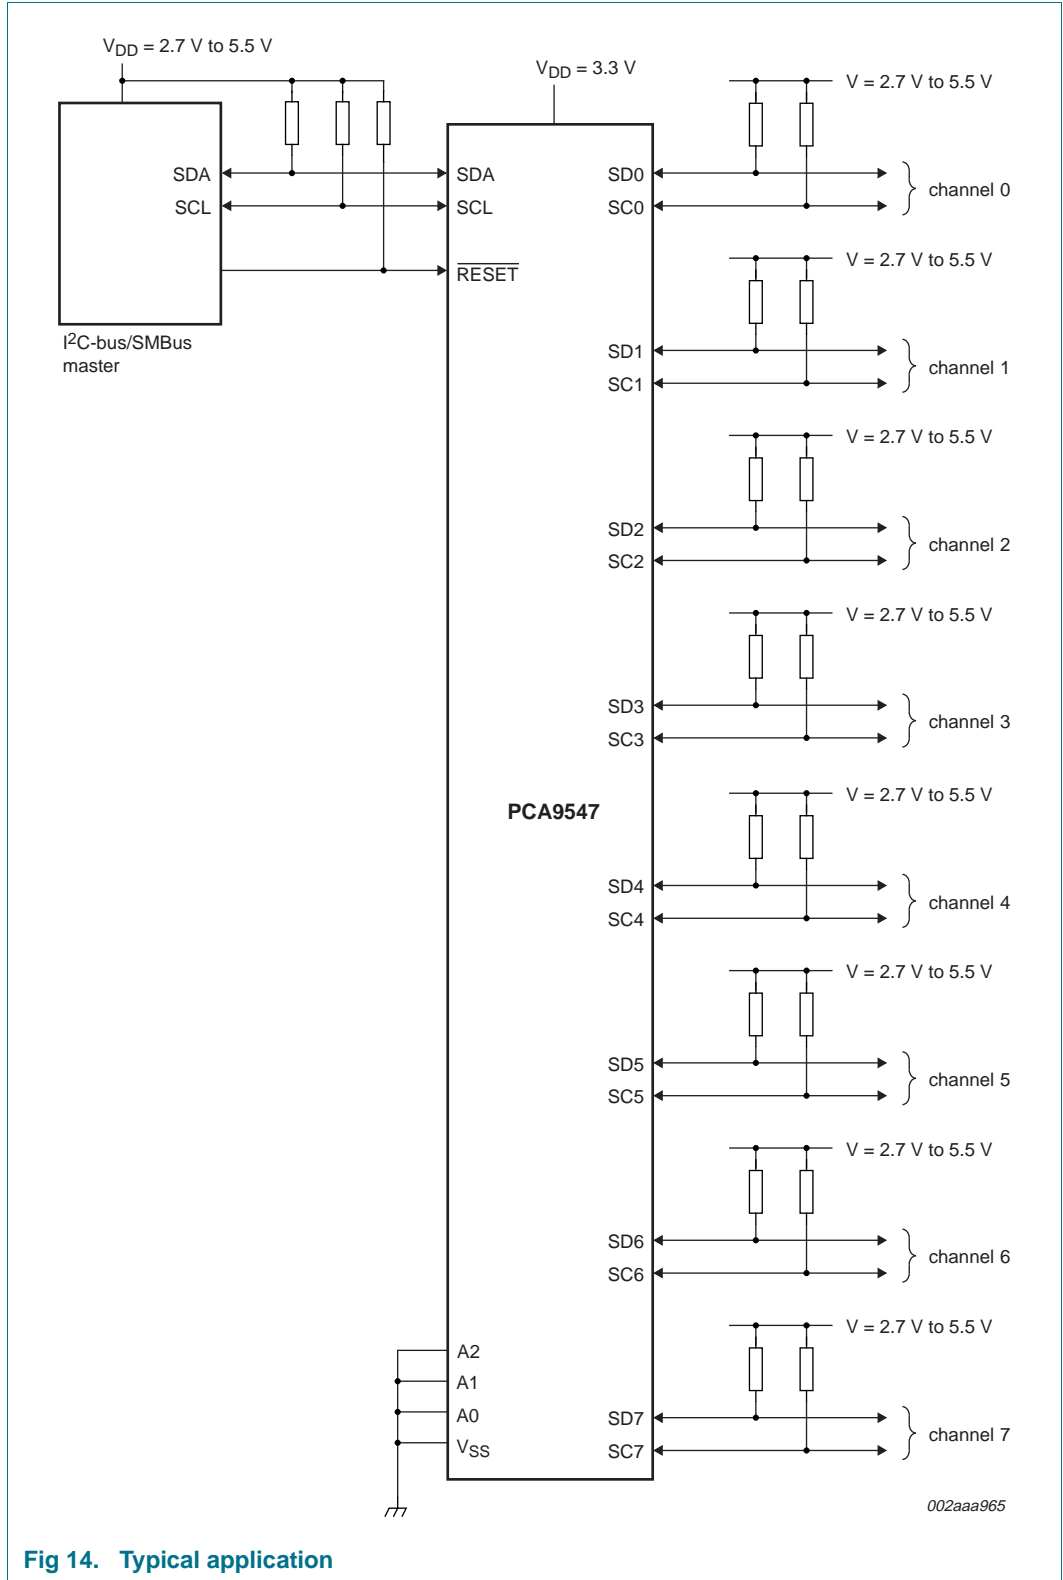 VDD = 2.7 V to 5.5 V
VDD = 3.3 V
V = 2.7 V to 5.5 V
SDA
SCL
SDA
SCL
RESET
I2C-bus/SMBus
master
SD0
SC0
channel 0
V = 2.7 V to 5.5 V
SD1
SC1
channel 1
V = 2.7 V to 5.5 V
SD2
SC2
channel 2
V = 2.7 V to 5.5 V
SD3
SC3
channel 3
PCA9547
V = 2.7 V to 5.5 V
SD4
SC4
channel 4
V = 2.7 V to 5.5 V
SD5
SC5
channel 5
V = 2.7 V to 5.5 V
SD6
SC6
channel 6
V = 2.7 V to 5.5 V
SD7
SC7
channel 7
A2
A1
A0
VSS
002aaa965
Fig 14. Typical application